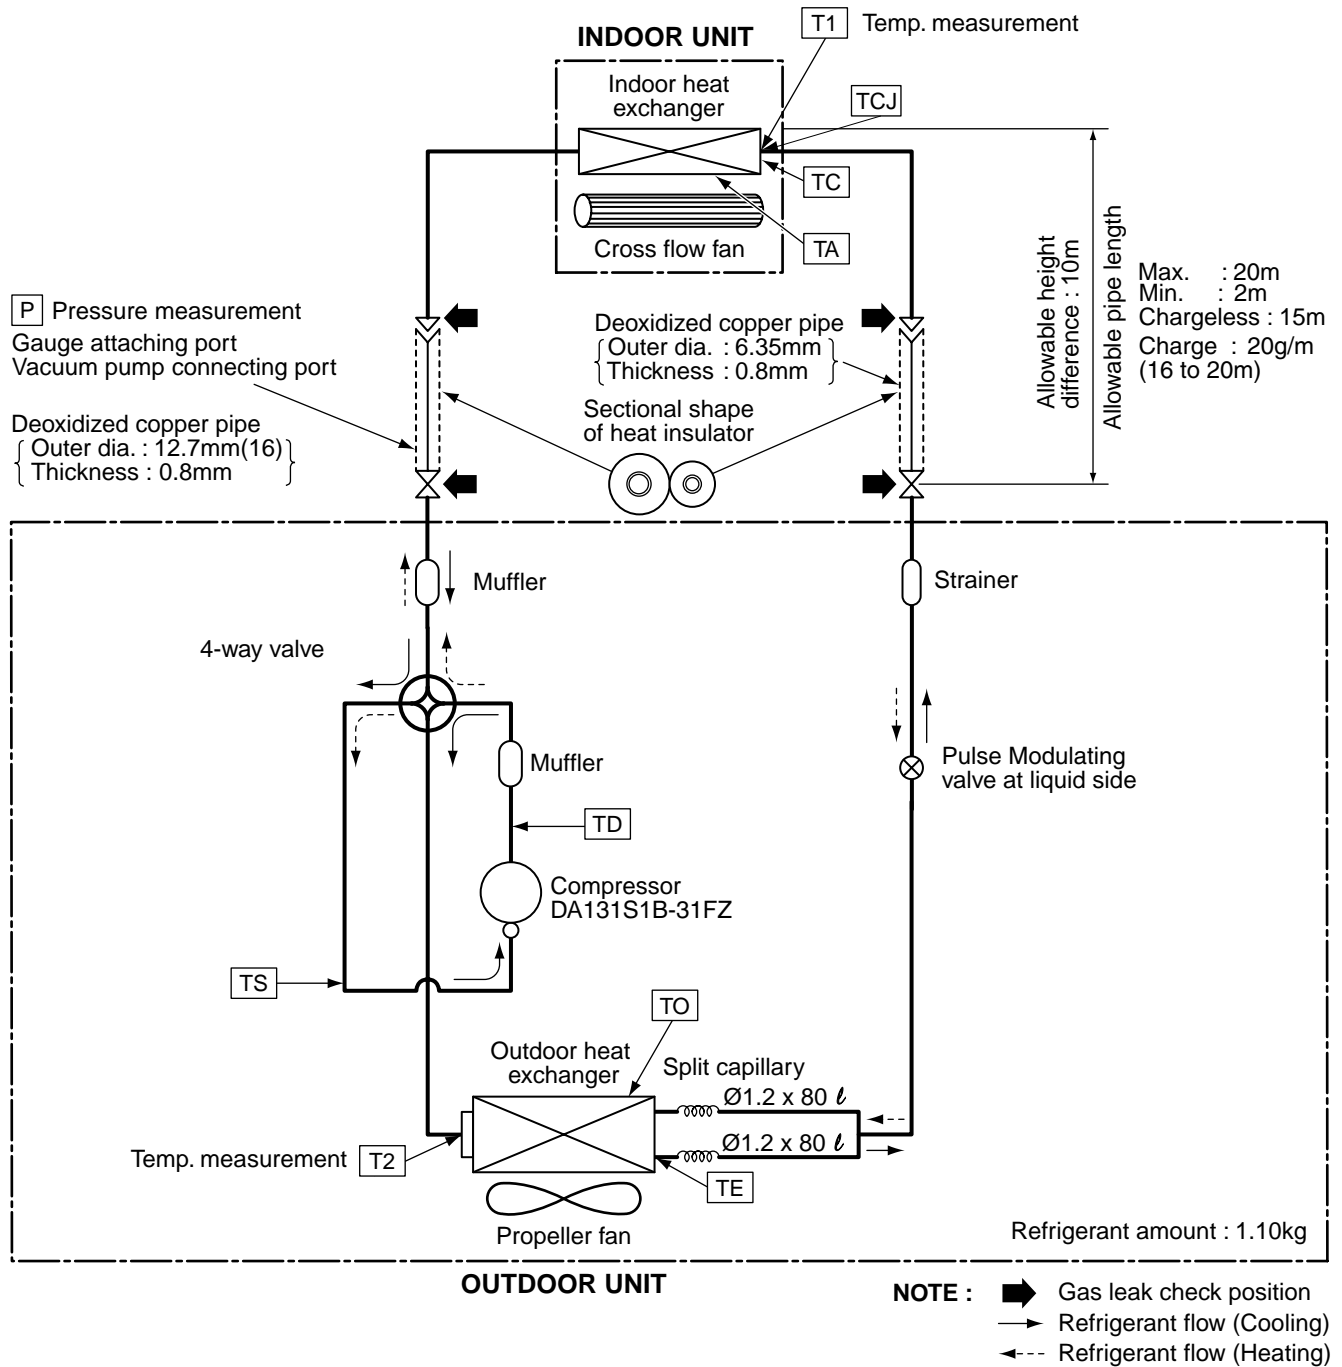 T1 Temp. measurement
INDOOR UNIT
Indoor heat
exchanger
TCJ
TC
TA
Cross flow fan
Allowable height
difference : 10m
Allowable pipe length
Max. : 20m
Min. : 2m
Chargeless : 15m
Charge : 20g/m
(16 to 20m)
P Pressure measurement
Gauge attaching port
Vacuum pump connecting port
Deoxidized copper pipe
Outer dia. : 12.7mm(16)
Thickness : 0.8mm
Deoxidized copper pipe
Outer dia. : 6.35mm
Thickness : 0.8mm
Sectional shape
of heat insulator
Muffler
Strainer
4-way valve
Muffler
Pulse Modulating
valve at liquid side
TD
Compressor
DA131S1B-31FZ
TS
TO
Outdoor heat
exchanger
Split capillary
Ø1.2 x 80 ℓ
Ø1.2 x 80 ℓ
Temp. measurement T2
TE
Propeller fan
Refrigerant amount : 1.10kg
OUTDOOR UNIT
NOTE : Gas leak check position
Refrigerant flow (Cooling)
Refrigerant flow (Heating)